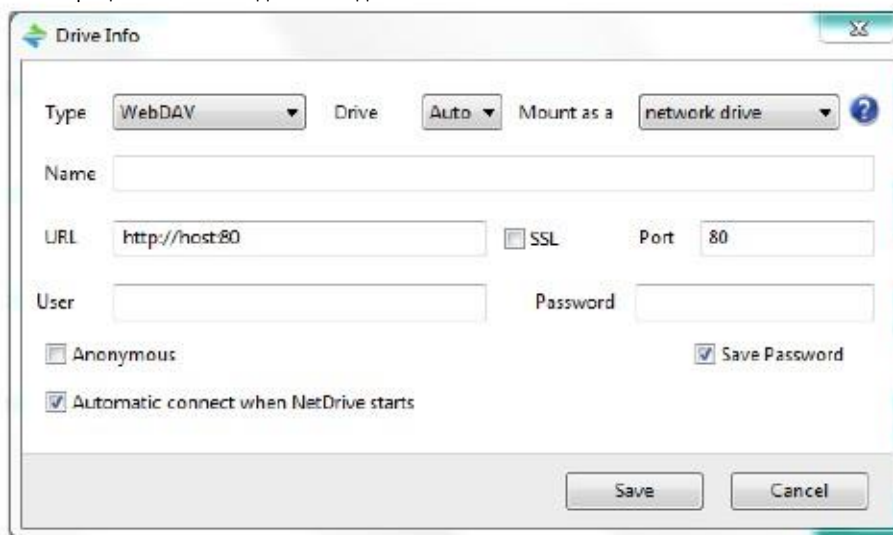 Drive Info
Type WebDAV Drive Auto Mount as a network drive ?
Name
URL http://host:80 SSL Port 80
User Password
Anonymous Save Password
Automatic connect when NetDrive starts
Save Cancel